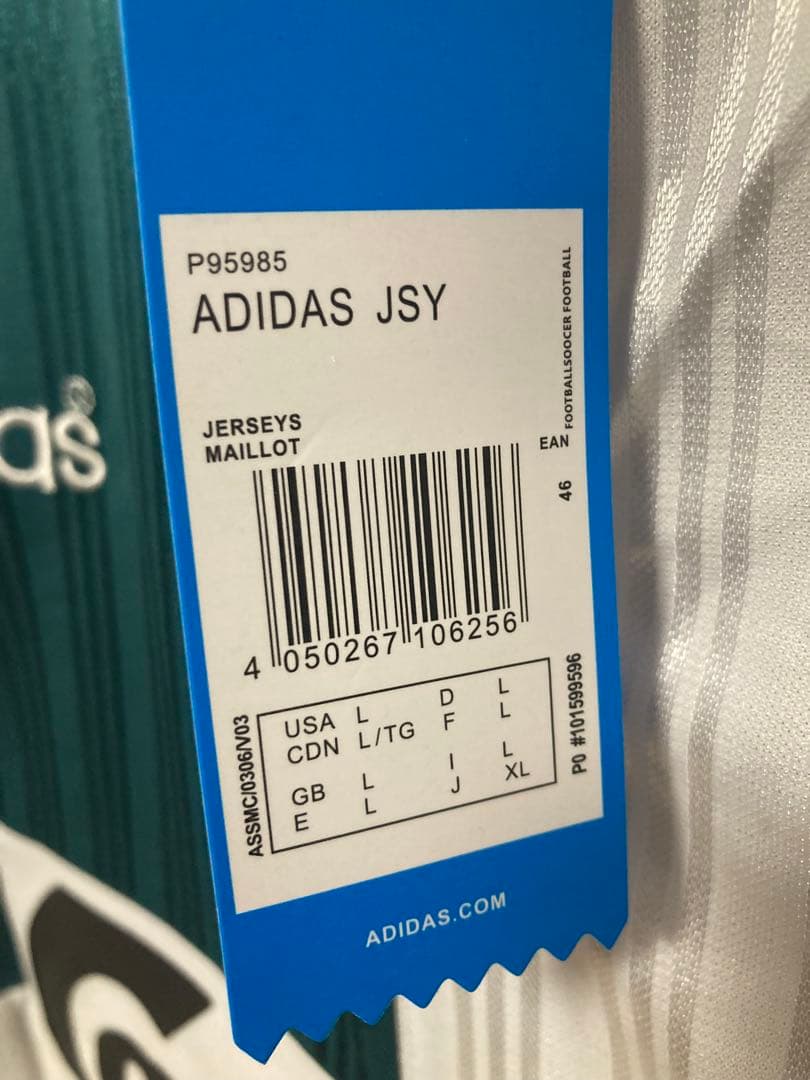 P95985
ADIDAS JSY
JERSEYS
MAILLOT
EAN
FOOTBALLSOOCER FOOTBALL
46
4 050267 106256
USA L D L
CDN L/TG F L
GB L I L
E L J XL
ASSMC/0306/V03
PO #101599596
ADIDAS.COM
as®